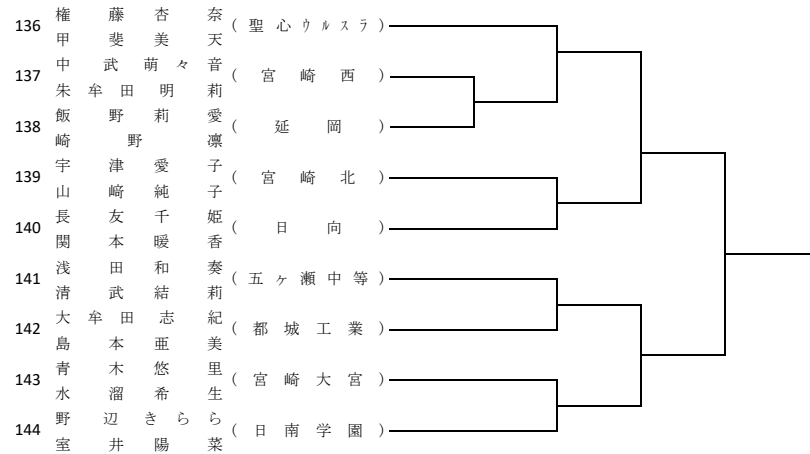 権藤杏奈
136 (聖心ウルスラ)
甲斐美天
中武萌々音
137 (宮崎西)
朱牟田明莉
飯野莉愛
138 (延岡)
崎野凛
宇津愛子
139 (宮崎北)
山﨑純子
長友千姫
140 (日向)
関本暖香
浅田和奏
141 (五ヶ瀬中等)
清武結莉
大牟田志紀
142 (都城工業)
島本亜美
青木悠里
143 (宮崎大宮)
水溜希生
野辺きらら
144 (日南学園)
室井陽菜